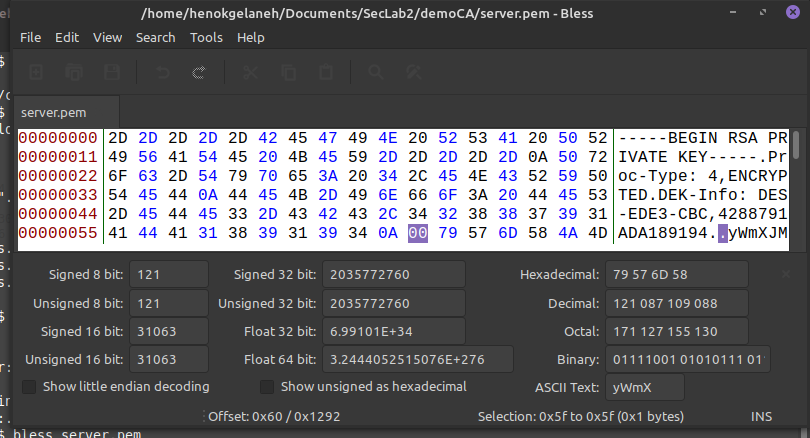 /home/henokgelaneh/Documents/SecLab2/demoCA/server.pem - Bless
File Edit View Search Tools Help
server.pem
00000000 2D 2D 2D 2D 2D 42 45 47 49 4E 20 52 53 41 20 50 52 -----BEGIN RSA PR
00000011 49 56 41 54 45 20 4B 45 59 2D 2D 2D 2D 2D 0A 50 72 IVATE KEY-----.Pr
00000022 6F 63 2D 54 79 70 65 3A 20 34 2C 45 4E 43 52 59 50 oc-Type: 4,ENCRYP
00000033 54 45 44 0A 44 45 4B 2D 49 6E 66 6F 3A 20 44 45 53 TED.DEK-Info: DES
00000044 2D 45 44 45 33 2D 43 42 43 2C 34 32 38 38 37 39 31 -EDE3-CBC,4288791
00000055 41 44 41 31 38 39 31 39 34 0A 00 79 57 6D 58 4A 4D ADA189194..yWmXJM
Signed 8 bit: 121 Signed 32 bit: 2035772760 Hexadecimal: 79 57 6D 58
Unsigned 8 bit: 121 Unsigned 32 bit: 2035772760 Decimal: 121 087 109 088
Signed 16 bit: 31063 Float 32 bit: 6.99101E+34 Octal: 171 127 155 130
Unsigned 16 bit: 31063 Float 64 bit: 3.2444052515076E+276 Binary: 01111001 01010111 01
Show little endian decoding Show unsigned as hexadecimal ASCII Text: yWmX
Offset: 0x60 / 0x1292 Selection: 0x5f to 0x5f (0x1 bytes) INS
$ bless server.pem